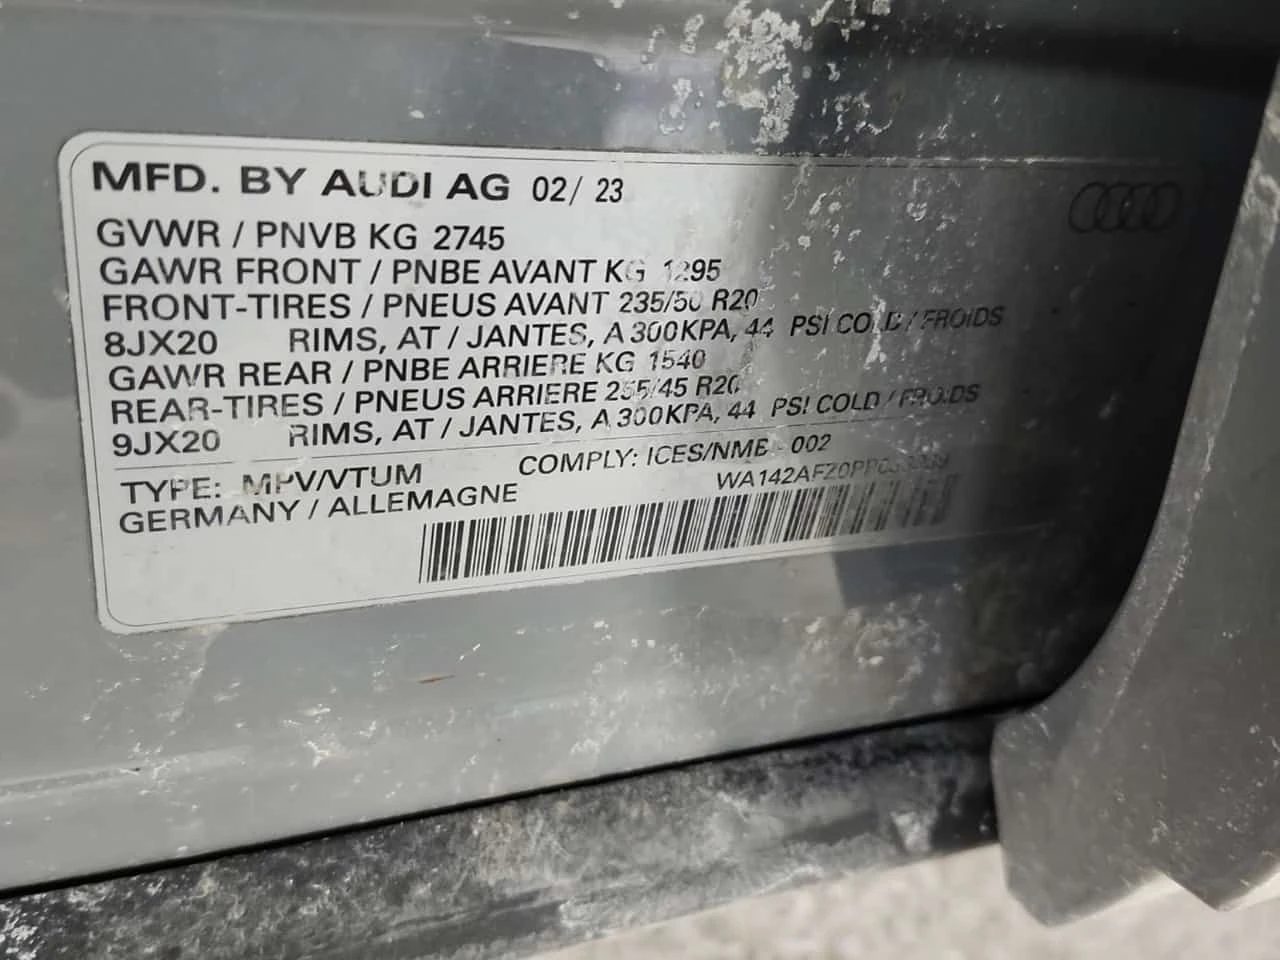 MFD. BY AUDI AG 02/ 23
GVWR / PNVB KG 2745
GAWR FRONT / PNBE AVANT KG 1295
FRONT-TIRES / PNEUS AVANT 235/50 R20
8JX20 RIMS, AT / JANTES, A 300KPA, 44 PSI COLD / FROIDS
GAWR REAR / PNBE ARRIERE KG 1540
REAR-TIRES / PNEUS ARRIERE 255/45 R20
9JX20 RIMS, AT / JANTES, A 300KPA, 44 PSI COLD / FROIDS
TYPE: MPV/VTUM COMPLY: ICES/NMB - 002
GERMANY / ALLEMAGNE